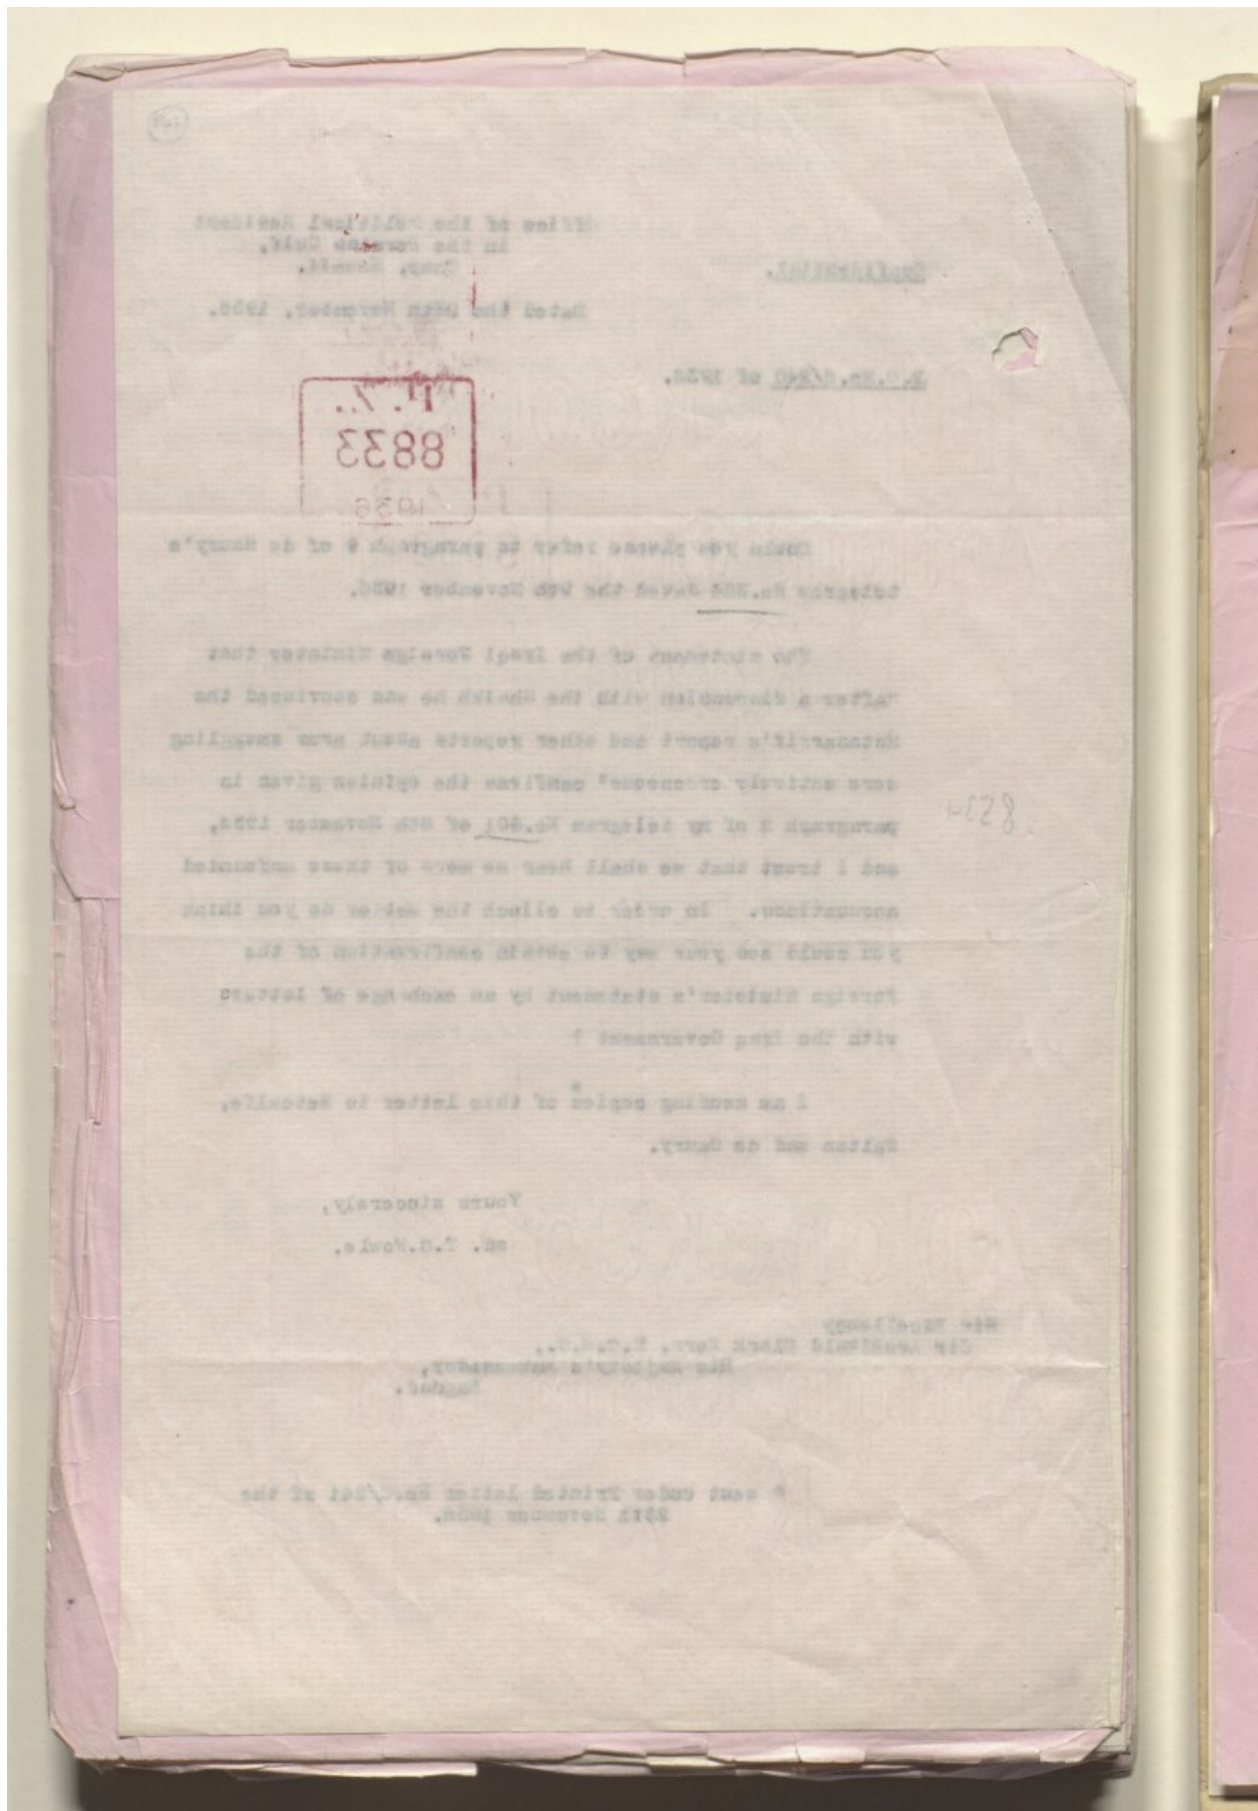 Confidential.
Office of the Political Resident
in the Persian Gulf,
Camp, Kuwait.
Dated the November, 1936.
D.O.No.C/240 of 1936.
P.Z.
8833
1936
Would you please refer to paragraph of de Gaury's
telegram dated the 9th November 1936.
The statement of the Iraqi Foreign Minister that
"after a discussion with the Shaikh he was convinced the
Mutasarrif's report and other reports about arms smuggling
were entirely erroneous" confirms the opinion given in
paragraph 2 of my telegram of 8th November 1936,
and I trust that we shall hear no more of these unfounded
accusations. In order to clinch the matter do you think
you could see your way to obtain confirmation of the
Foreign Minister's statement by an exchange of letters
with the Iraq Government ?
I am sending copies* of this letter to Metcalfe,
Walton and de Gaury.
Yours sincerely,
sd. T.C.Fowle.
His Excellency
Sir Archibald Clark Kerr, K.C.M.G.,
His Majesty's Ambassador,
Bagdad.
* sent under Printed letter of the
November 1936.